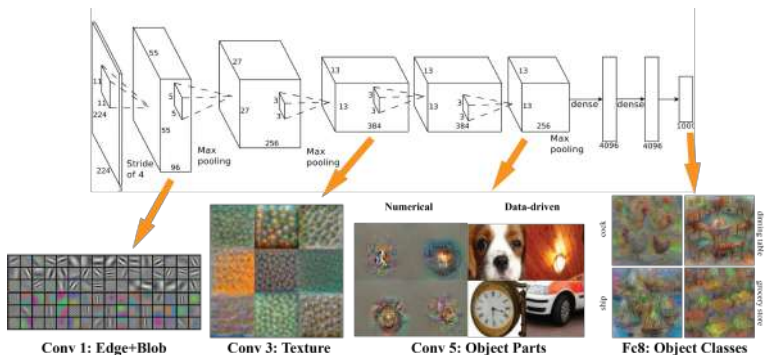 55
27
13
13
13
11
5
5
27
3
3
13
3
3
13
3
3
13
11
224
55
dense
dense
384
384
256
1000
256
Max
pooling
4096
4096
Max
pooling
Max
pooling
224
Stride
of 4
96
Numerical
Data-driven
cock
dining table
ship
grocery store
Conv 1: Edge+Blob
Conv 3: Texture
Conv 5: Object Parts
Fc8: Object Classes